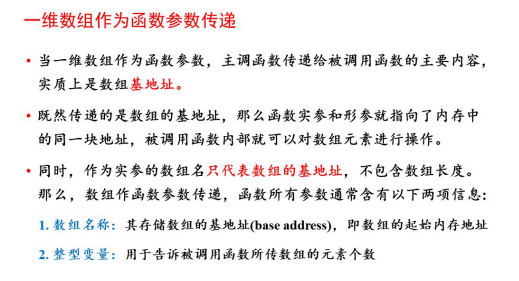 一维数组作为函数参数传递
• 当一维数组作为函数参数，主调函数传递给被调用函数的主要内容，
实质上是数组基地址。
• 既然传递的是数组的基地址，那么函数实参和形参就指向了内存中
的同一块地址，被调用函数内部就可以对数组元素进行操作。
• 同时，作为实参的数组名只代表数组的基地址，不包含数组长度。
那么，数组作函数参数传递，函数所有参数通常含有以下两项信息：
1. 数组名称：其存储数组的基地址(base address)，即数组的起始内存地址
2. 整型变量：用于告诉被调用函数所传数组的元素个数